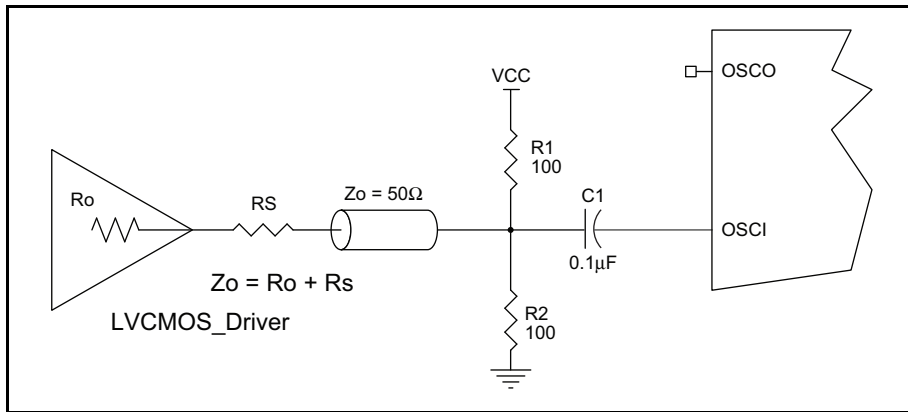 OSCO
VCC
R1
100
Ro
RS
Zo = 50Ω
C1
OSCI
0.1μF
Zo = Ro + Rs
R2
100
LVCMOS_Driver